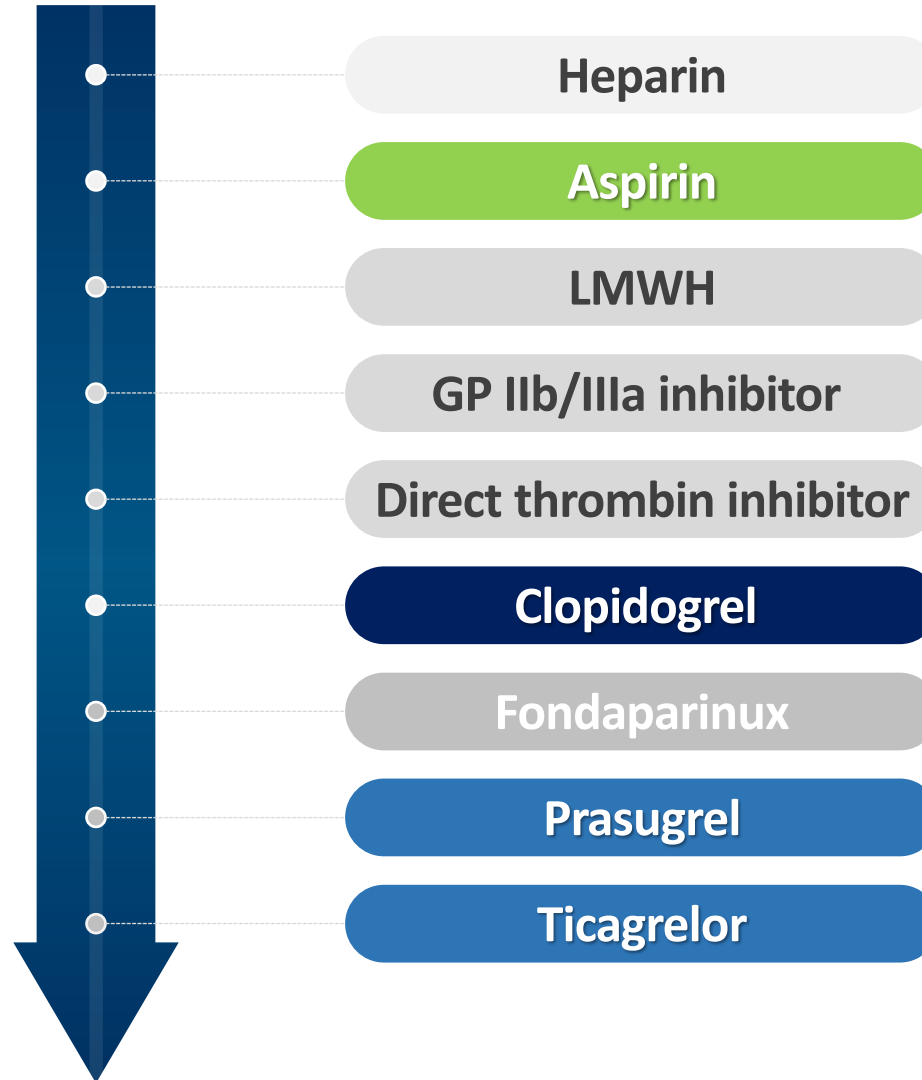 Heparin
Aspirin
LMWH
GP IIb/IIIa inhibitor
Direct thrombin inhibitor
Clopidogrel
Fondaparinux
Prasugrel
Ticagrelor